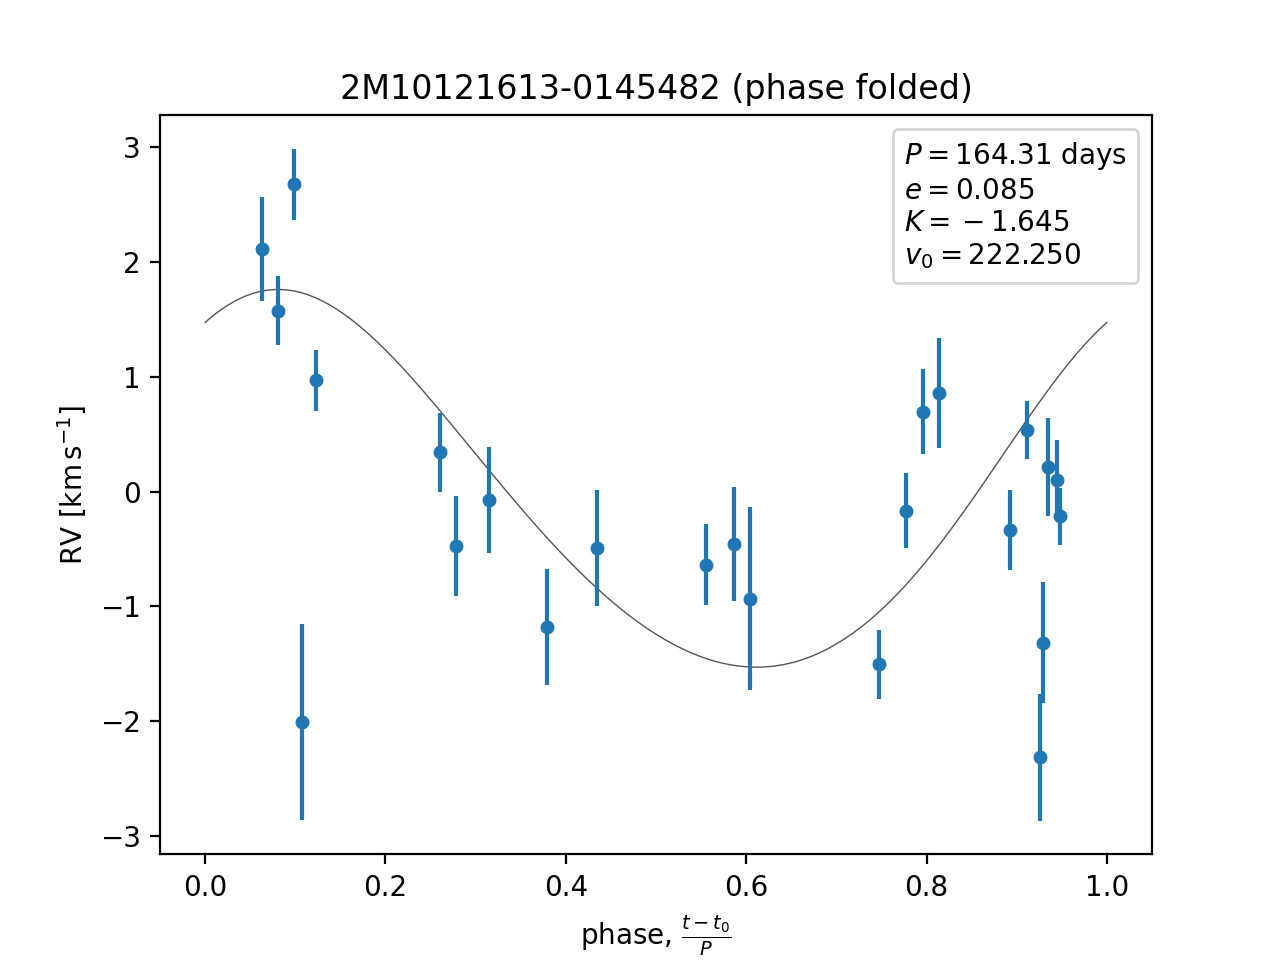 2M10121613-0145482 (phase folded)
P = 164.31 days
e = 0.085
K = −1.645
v₀ = 222.250
3
2
1
0
−1
−2
−3
RV [km s⁻¹]
0.0 0.2 0.4 0.6 0.8 1.0
phase, (t − t₀)/P